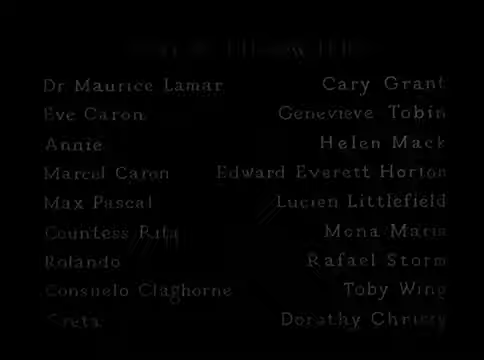 Dr Maurice Lamar Cary Grant
Eve Caron Genevieve Tobin
Annie Helen Mack
Marcel Caron Edward Everett Horton
Max Pascal Lucien Littlefield
Countess Rita Mona Maris
Rolando Rafael Storm
Consuelo Claghorne Toby Wing
Greta Dorothy Christy